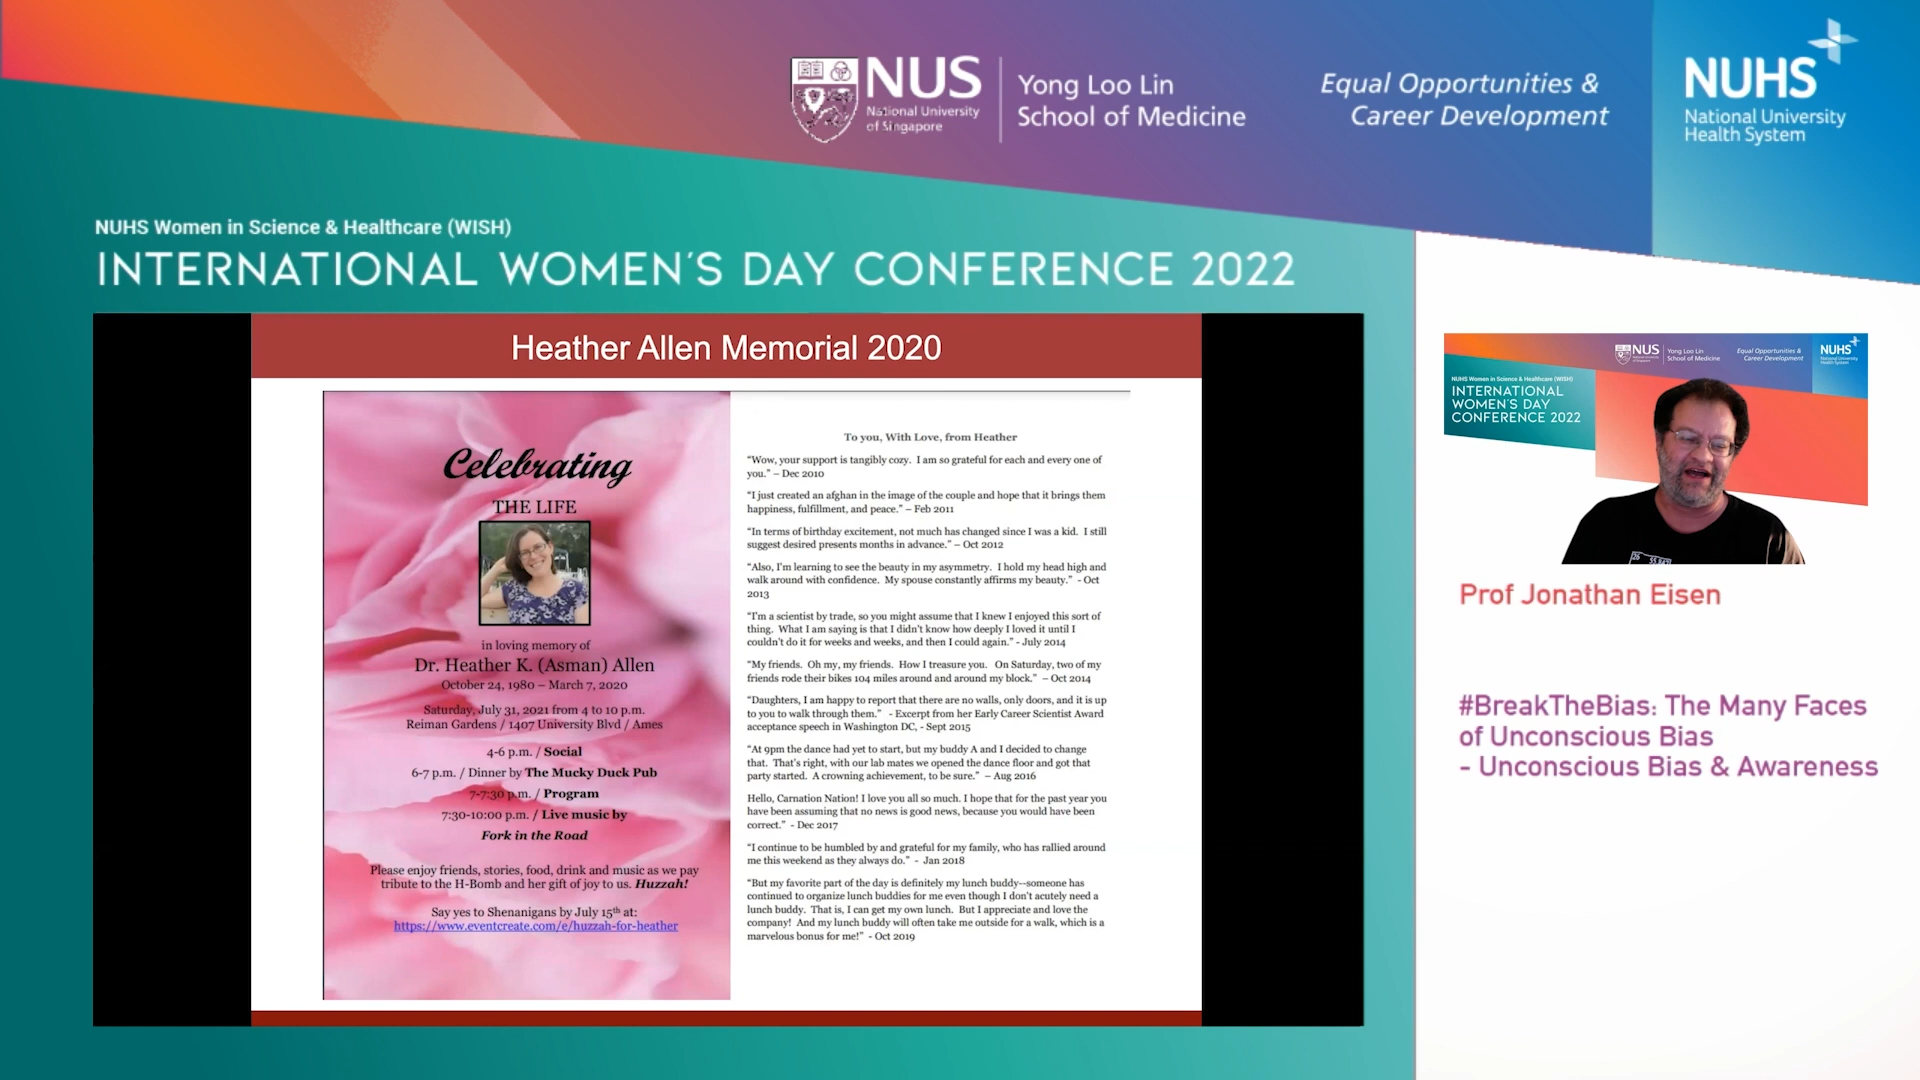 NUS
National University
of Singapore
Yong Loo Lin
School of Medicine
Equal Opportunities &
Career Development
NUHS
National University
Health System
NUHS Women in Science & Healthcare (WISH)
INTERNATIONAL WOMEN'S DAY CONFERENCE 2022
Heather Allen Memorial 2020
Celebrating
THE LIFE
in loving memory of
Dr. Heather K. (Asman) Allen
October 24, 1980 – March 7, 2020
Saturday, July 31, 2021 from 4 to 10 p.m.
Reiman Gardens / 1407 University Blvd / Ames
4-6 p.m. / Social
6-7 p.m. / Dinner by The Mucky Duck Pub
7-7:30 p.m. / Program
7:30-10:00 p.m. / Live music by
Fork in the Road
Please enjoy friends, stories, food, drink and music as we pay
tribute to the H-Bomb and her gift of joy to us. Huzzah!
Say yes to Shenanigans by July 15th at:
https://www.eventcreate.com/e/huzzah-for-heather
To you, With Love, from Heather
“Wow, your support is tangibly cozy. I am so grateful for each and every one of
you.” – Dec 2010
“I just created an afghan in the image of the couple and hope that it brings them
happiness, fulfillment, and peace.” – Feb 2011
“In terms of birthday excitement, not much has changed since I was a kid. I still
suggest desired presents months in advance.” – Oct 2012
“Also, I'm learning to see the beauty in my asymmetry. I hold my head high and
walk around with confidence. My spouse constantly affirms my beauty.” - Oct
2013
“I'm a scientist by trade, so you might assume that I knew I enjoyed this sort of
thing. What I am saying is that I didn't know how deeply I loved it until I
couldn't do it for weeks and weeks, and then I could again.” - July 2014
“My friends. Oh my, my friends. How I treasure you. On Saturday, two of my
friends rode their bikes 104 miles around and around my block.” – Oct 2014
“Daughters, I am happy to report that there are no walls, only doors, and it is up
to you to walk through them.” - Excerpt from her Early Career Scientist Award
acceptance speech in Washington DC, - Sept 2015
“At 9pm the dance had yet to start, but my buddy A and I decided to change
that. That's right, with our lab mates we opened the dance floor and got that
party started. A crowning achievement, to be sure.” – Aug 2016
Hello, Carnation Nation! I love you all so much. I hope that for the past year you
have been assuming that no news is good news, because you would have been
correct.” - Dec 2017
“I continue to be humbled by and grateful for my family, who has rallied around
me this weekend as they always do.” - Jan 2018
“But my favorite part of the day is definitely my lunch buddy--someone has
continued to organize lunch buddies for me even though I don't acutely need a
lunch buddy. That is, I can get my own lunch. But I appreciate and love the
company! And my lunch buddy will often take me outside for a walk, which is a
marvelous bonus for me!” - Oct 2019
NUS
Yong Loo Lin
School of Medicine
Equal Opportunities &
Career Development
NUHS
NUHS Women in Science & Healthcare (WISH)
INTERNATIONAL
WOMEN'S DAY
CONFERENCE 2022
26
Prof Jonathan Eisen
#BreakTheBias: The Many Faces
of Unconscious Bias
- Unconscious Bias & Awareness